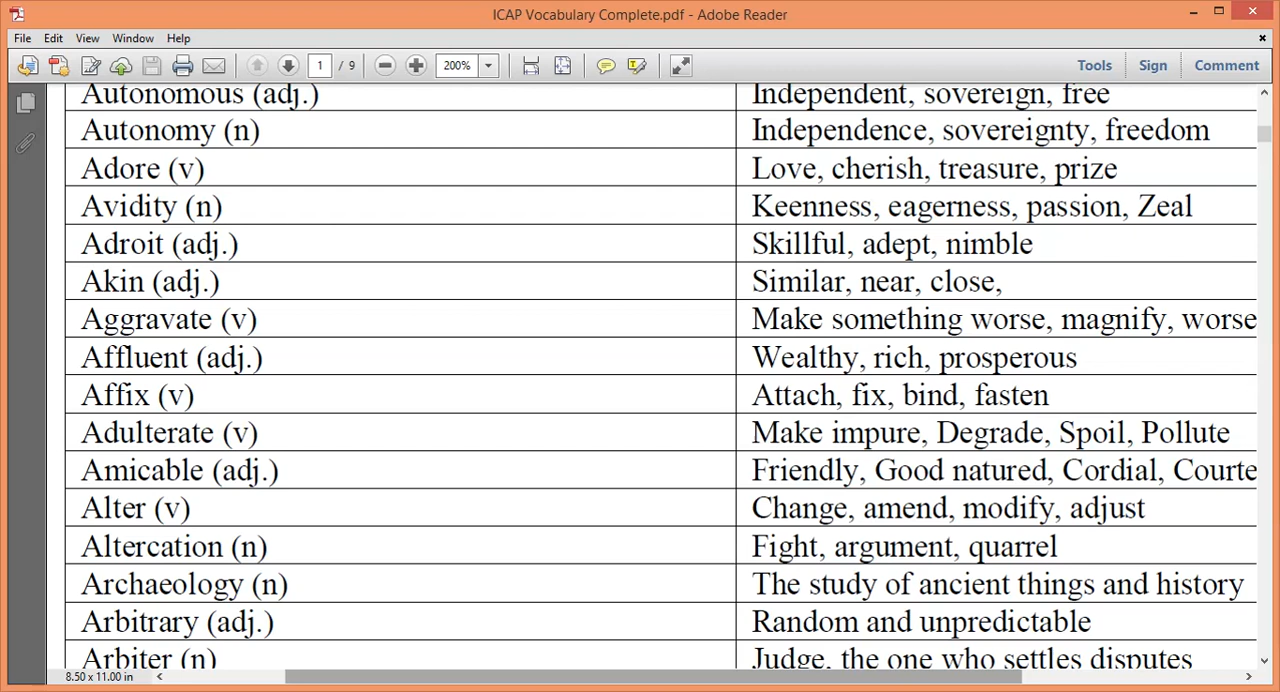 ICAP Vocabulary Complete.pdf - Adobe Reader
File Edit View Window Help
1 / 9 200% Tools Sign Comment
Autonomous (adj.) Independent, sovereign, free
Autonomy (n) Independence, sovereignty, freedom
Adore (v) Love, cherish, treasure, prize
Avidity (n) Keenness, eagerness, passion, Zeal
Adroit (adj.) Skillful, adept, nimble
Akin (adj.) Similar, near, close,
Aggravate (v) Make something worse, magnify, worse
Affluent (adj.) Wealthy, rich, prosperous
Affix (v) Attach, fix, bind, fasten
Adulterate (v) Make impure, Degrade, Spoil, Pollute
Amicable (adj.) Friendly, Good natured, Cordial, Courte
Alter (v) Change, amend, modify, adjust
Altercation (n) Fight, argument, quarrel
Archaeology (n) The study of ancient things and history
Arbitrary (adj.) Random and unpredictable
Arbiter (n) Judge, the one who settles disputes
8.50 x 11.00 in